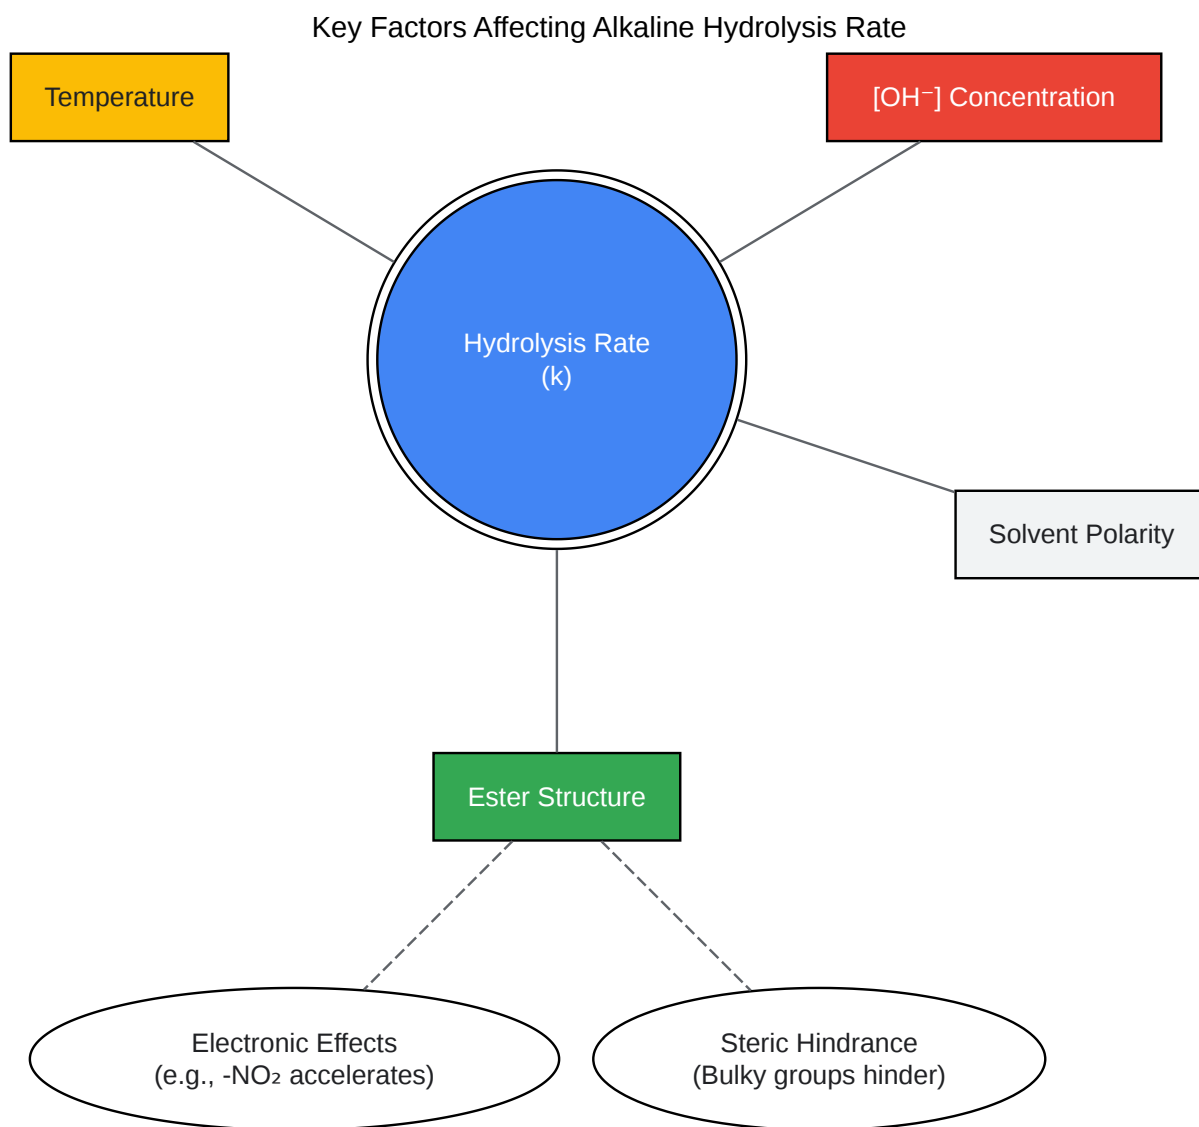 Key Factors Affecting Alkaline Hydrolysis Rate
Temperature
[OH⁻] Concentration
Hydrolysis Rate
(k)
Solvent Polarity
Ester Structure
Electronic Effects
(e.g., -NO₂ accelerates)
Steric Hindrance
(Bulky groups hinder)